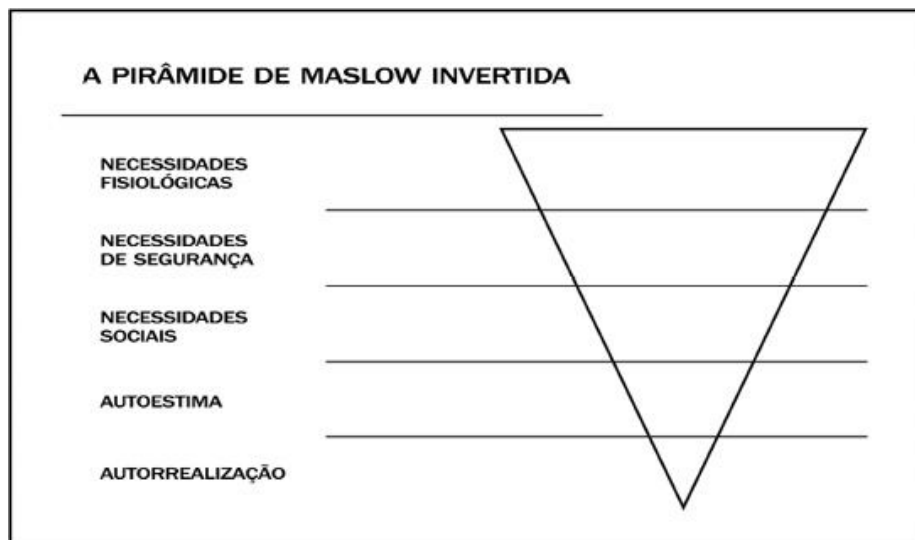 A PIRÂMIDE DE MASLOW INVERTIDA
NECESSIDADES
FISIOLÓGICAS
NECESSIDADES
DE SEGURANÇA
NECESSIDADES
SOCIAIS
AUTOESTIMA
AUTORREALIZAÇÃO